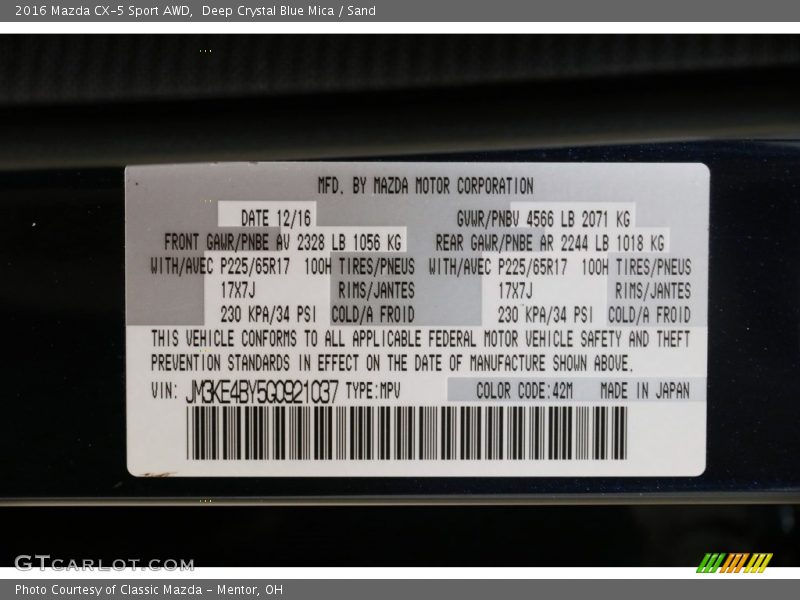 2016 Mazda CX-5 Sport AWD,  Deep Crystal Blue Mica / Sand
MFD. BY MAZDA MOTOR CORPORATION
DATE 12/16 GVWR/PNBV 4566 LB 2071 KG
FRONT GAWR/PNBE AV 2328 LB 1056 KG REAR GAWR/PNBE AR 2244 LB 1018 KG
WITH/AVEC P225/65R17 100H TIRES/PNEUS WITH/AVEC P225/65R17 100H TIRES/PNEUS
17X7J RIMS/JANTES 17X7J RIMS/JANTES
230 KPA/34 PSI COLD/A FROID 230 KPA/34 PSI COLD/A FROID
THIS VEHICLE CONFORMS TO ALL APPLICABLE FEDERAL MOTOR VEHICLE SAFETY AND THEFT
PREVENTION STANDARDS IN EFFECT ON THE DATE OF MANUFACTURE SHOWN ABOVE.
VIN: JM3KE4BY5G0921037 TYPE:MPV COLOR CODE:42M MADE IN JAPAN
GTCARLOT.COM
Photo Courtesy of Classic Mazda - Mentor, OH